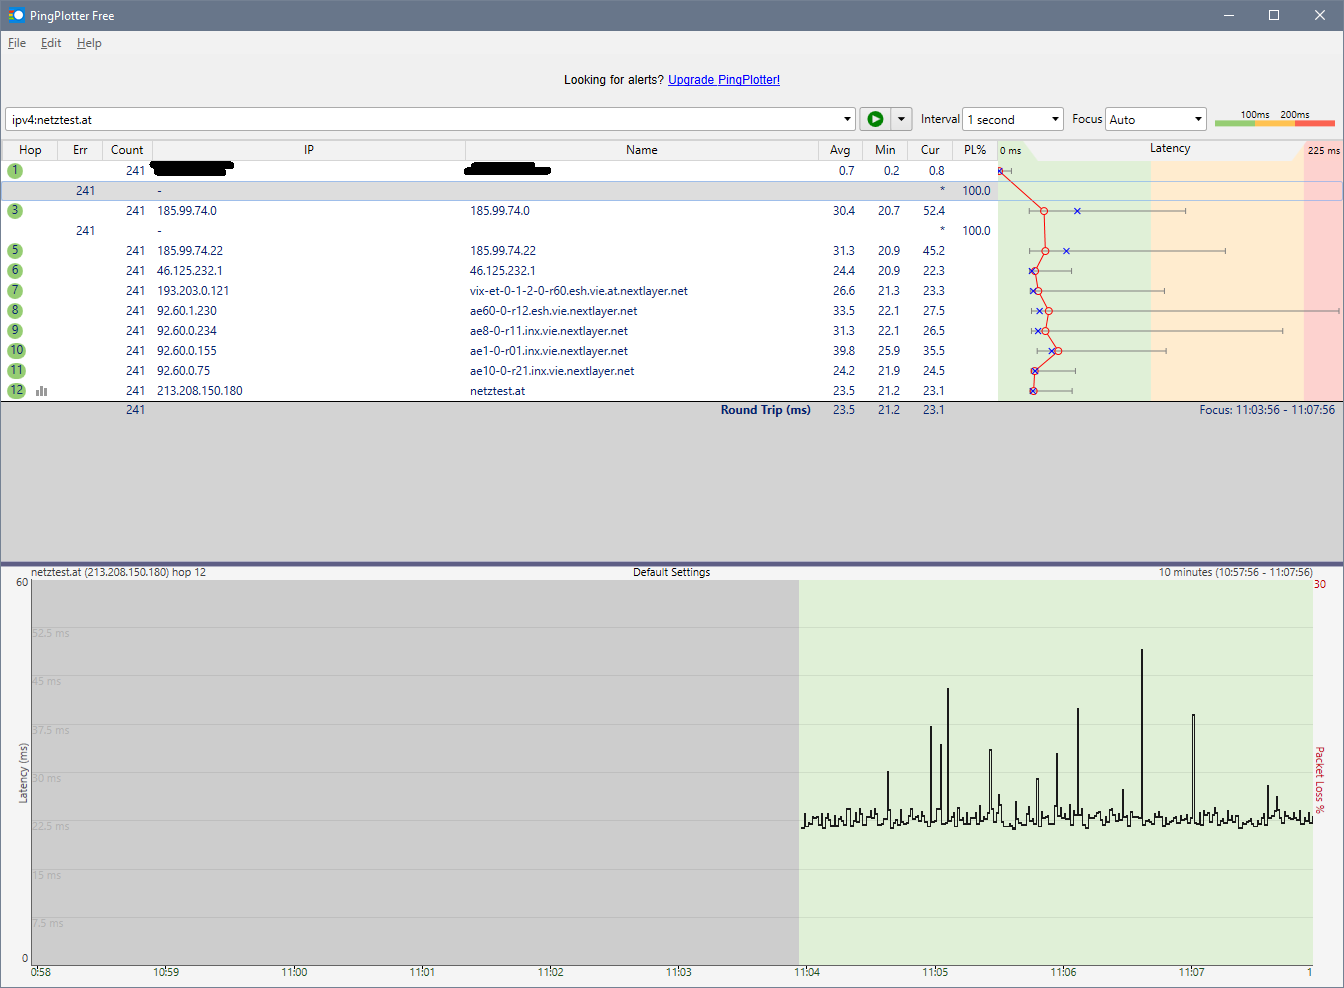 PingPlotter Free
File Edit Help
Looking for alerts? Upgrade PingPlotter!
ipv4:netztest.at Interval 1 second Focus Auto 100ms 200ms
Hop Err Count IP Name Avg Min Cur PL% 0 ms Latency 225 ms
1 241 0.7 0.2 0.8
241 - * 100.0
3 241 185.99.74.0 185.99.74.0 30.4 20.7 52.4
241 241 - * 100.0
5 241 185.99.74.22 185.99.74.22 31.3 20.9 45.2
6 241 46.125.232.1 46.125.232.1 24.4 20.9 22.3
7 241 193.203.0.121 vix-et-0-1-2-0-r60.esh.vie.at.nextlayer.net 26.6 21.3 23.3
8 241 92.60.1.230 ae60-0-r12.esh.vie.nextlayer.net 33.5 22.1 27.5
9 241 92.60.0.234 ae8-0-r11.inx.vie.nextlayer.net 31.3 22.1 26.5
10 241 92.60.0.155 ae1-0-r01.inx.vie.nextlayer.net 39.8 25.9 35.5
11 241 92.60.0.75 ae10-0-r21.inx.vie.nextlayer.net 24.2 21.9 24.5
12 241 213.208.150.180 netztest.at 23.5 21.2 23.1
241 Round Trip (ms) 23.5 21.2 23.1 Focus: 11:03:56 - 11:07:56
netztest.at (213.208.150.180) hop 12 Default Settings 10 minutes (10:57:56 - 11:07:56)
60 30
52.5 ms
45 ms
37.5 ms
Latency (ms) Packet Loss %
30 ms
22.5 ms
15 ms
7.5 ms
0
0:58 10:59 11:00 11:01 11:02 11:03 11:04 11:05 11:06 11:07 1